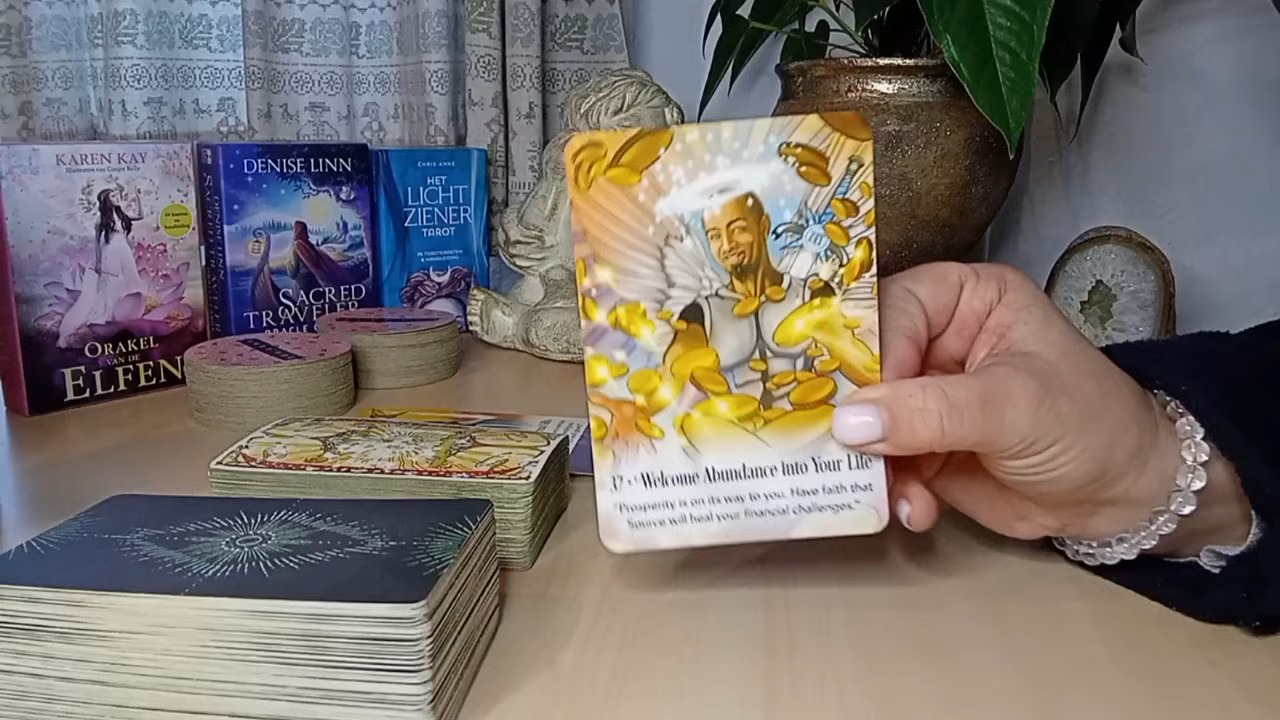 KAREN KAY
ORAKEL
VAN DE
ELFEN
DENISE LINN
SACRED
TRAVELER
ORACLE
CHRIS-ANNE
HET
LICHT
ZIENER
TAROT
37 Welcome Abundance into Your Life
"Prosperity is on its way to you. Have faith that
Source will heal your financial challenges."